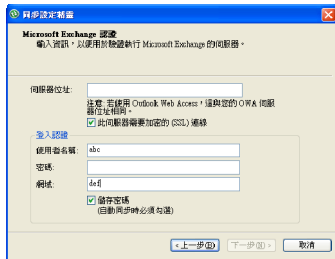 同步設定精靈
Microsoft Exchange 認證
輸入資訊，以便用於驗證執行 Microsoft Exchange 的伺服器。
伺服器位址:
注意: 若使用 Outlook Web Access，這與您的 OWA 伺服
器位址相同。
此伺服器需要加密的 (SSL) 連線
登入認證
使用者名稱: abc
密碼:
網域: def
儲存密碼
(自動同步時必須勾選)
<上一步(B) 下一步(N)> 取消